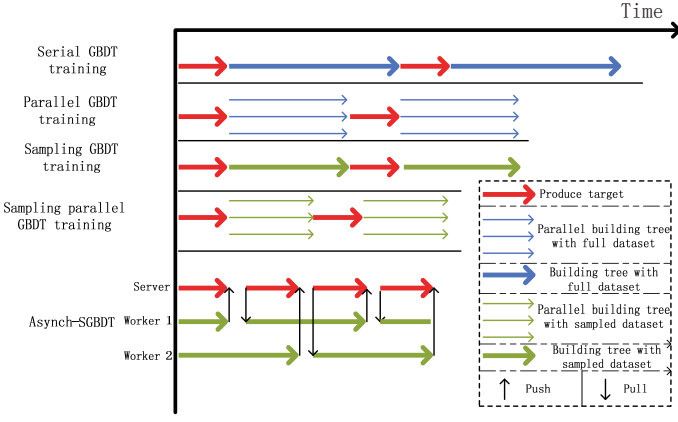 Time
Serial GBDT
training
Parallel GBDT
training
Sampling GBDT
training
Sampling parallel
GBDT training
Server
Asynch-SGBDT Worker 1
Worker 2
Produce target
Parallel building tree
with full dataset
Building tree with
full dataset
Parallel building tree
with sampled dataset
Building tree with
sampled dataset
Push
Pull